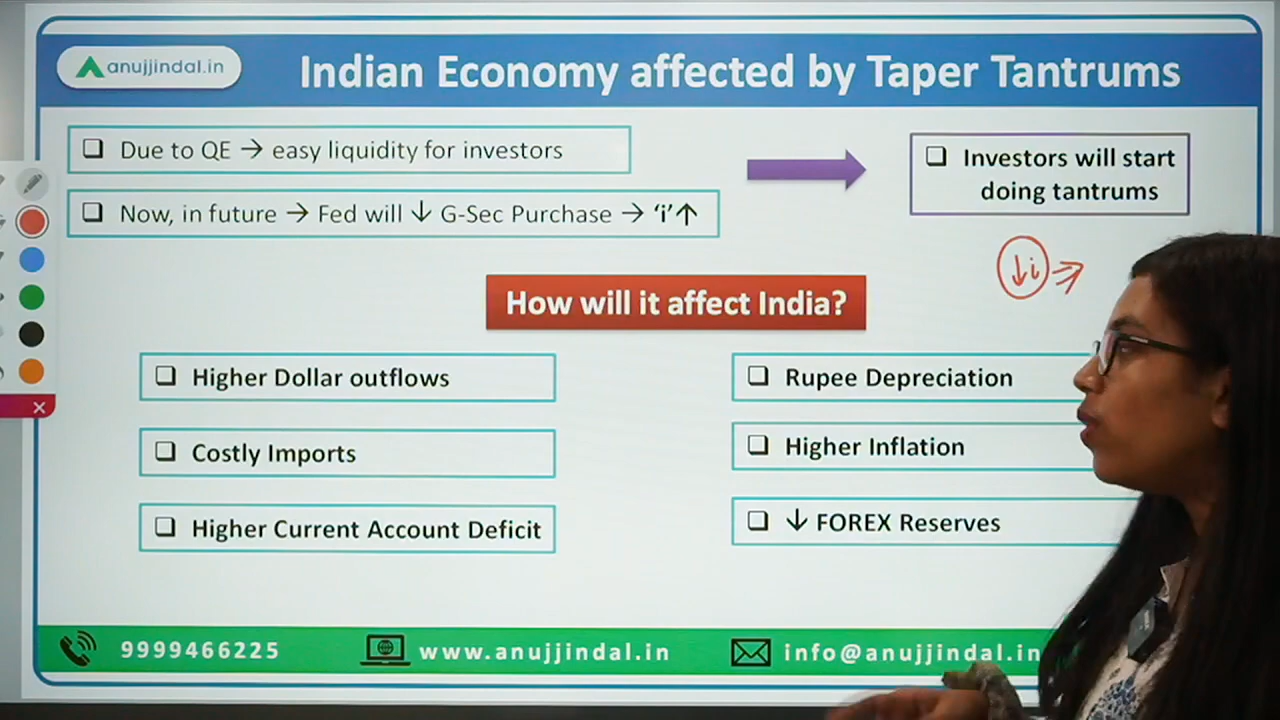 anujjindal.in
Indian Economy affected by Taper Tantrums
❑ Due to QE → easy liquidity for investors
❑ Now, in future → Fed will ↓ G-Sec Purchase → ‘i’↑
❑ Investors will start
doing tantrums
↓i ⇒
How will it affect India?
❑ Higher Dollar outflows
❑ Rupee Depreciation
❑ Costly Imports
❑ Higher Inflation
❑ Higher Current Account Deficit
❑ ↓ FOREX Reserves
9999466225
www.anujjindal.in
info@anujjindal.in